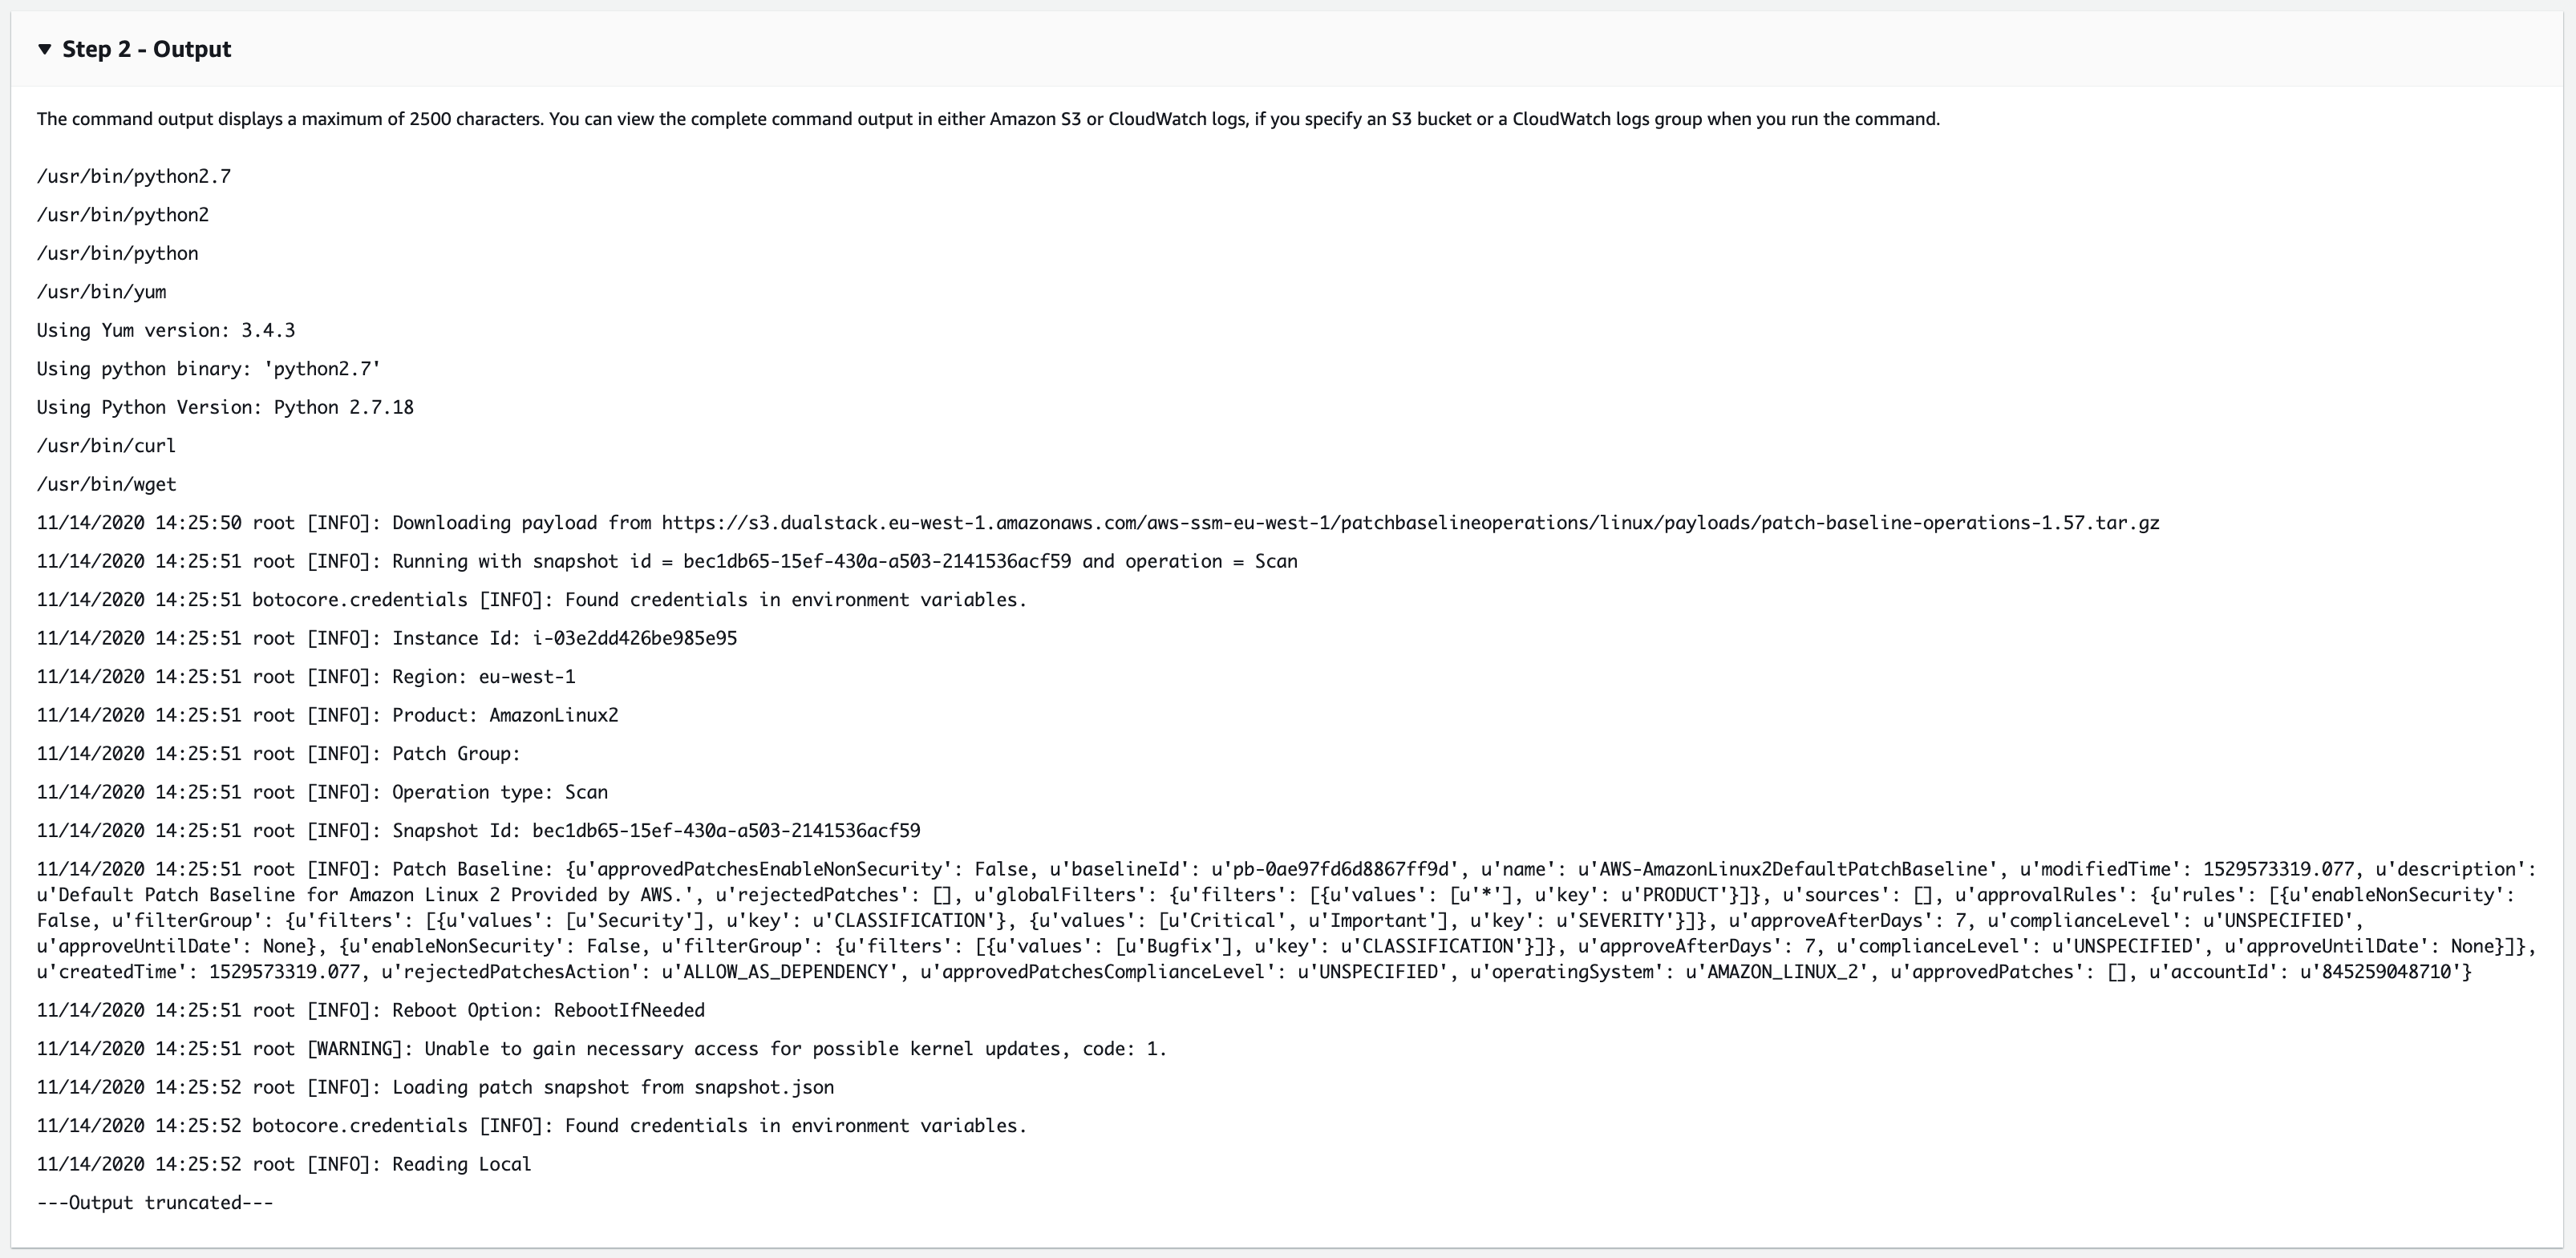 Step 2 - Output
The command output displays a maximum of 2500 characters. You can view the complete command output in either Amazon S3 or CloudWatch logs, if you specify an S3 bucket or a CloudWatch logs group when you run the command.
/usr/bin/python2.7
/usr/bin/python2
/usr/bin/python
/usr/bin/yum
Using Yum version: 3.4.3
Using python binary: 'python2.7'
Using Python Version: Python 2.7.18
/usr/bin/curl
/usr/bin/wget
11/14/2020 14:25:50 root [INFO]: Downloading payload from https://s3.dualstack.eu-west-1.amazonaws.com/aws-ssm-eu-west-1/patchbaselineoperations/linux/payloads/patch-baseline-operations-1.57.tar.gz
11/14/2020 14:25:51 root [INFO]: Running with snapshot id = bec1db65-15ef-430a-a503-2141536acf59 and operation = Scan
11/14/2020 14:25:51 botocore.credentials [INFO]: Found credentials in environment variables.
11/14/2020 14:25:51 root [INFO]: Instance Id: i-03e2dd426be985e95
11/14/2020 14:25:51 root [INFO]: Region: eu-west-1
11/14/2020 14:25:51 root [INFO]: Product: AmazonLinux2
11/14/2020 14:25:51 root [INFO]: Patch Group:
11/14/2020 14:25:51 root [INFO]: Operation type: Scan
11/14/2020 14:25:51 root [INFO]: Snapshot Id: bec1db65-15ef-430a-a503-2141536acf59
11/14/2020 14:25:51 root [INFO]: Patch Baseline: {u'approvedPatchesEnableNonSecurity': False, u'baselineId': u'pb-0ae97fd6d8867ff9d', u'name': u'AWS-AmazonLinux2DefaultPatchBaseline', u'modifiedTime': 1529573319.077, u'description':
u'Default Patch Baseline for Amazon Linux 2 Provided by AWS.', u'rejectedPatches': [], u'globalFilters': {u'filters': [{u'values': [u'*'], u'key': u'PRODUCT'}]}, u'sources': [], u'approvalRules': {u'rules': [{u'enableNonSecurity':
False, u'filterGroup': {u'filters': [{u'values': [u'Security'], u'key': u'CLASSIFICATION'}, {u'values': [u'Critical', u'Important'], u'key': u'SEVERITY'}]}, u'approveAfterDays': 7, u'complianceLevel': u'UNSPECIFIED',
u'approveUntilDate': None}, {u'enableNonSecurity': False, u'filterGroup': {u'filters': [{u'values': [u'Bugfix'], u'key': u'CLASSIFICATION'}]}, u'approveAfterDays': 7, u'complianceLevel': u'UNSPECIFIED', u'approveUntilDate': None}]},
u'createdTime': 1529573319.077, u'rejectedPatchesAction': u'ALLOW_AS_DEPENDENCY', u'approvedPatchesComplianceLevel': u'UNSPECIFIED', u'operatingSystem': u'AMAZON_LINUX_2', u'approvedPatches': [], u'accountId': u'845259048710'}
11/14/2020 14:25:51 root [INFO]: Reboot Option: RebootIfNeeded
11/14/2020 14:25:51 root [WARNING]: Unable to gain necessary access for possible kernel updates, code: 1.
11/14/2020 14:25:52 root [INFO]: Loading patch snapshot from snapshot.json
11/14/2020 14:25:52 botocore.credentials [INFO]: Found credentials in environment variables.
11/14/2020 14:25:52 root [INFO]: Reading Local
---Output truncated---